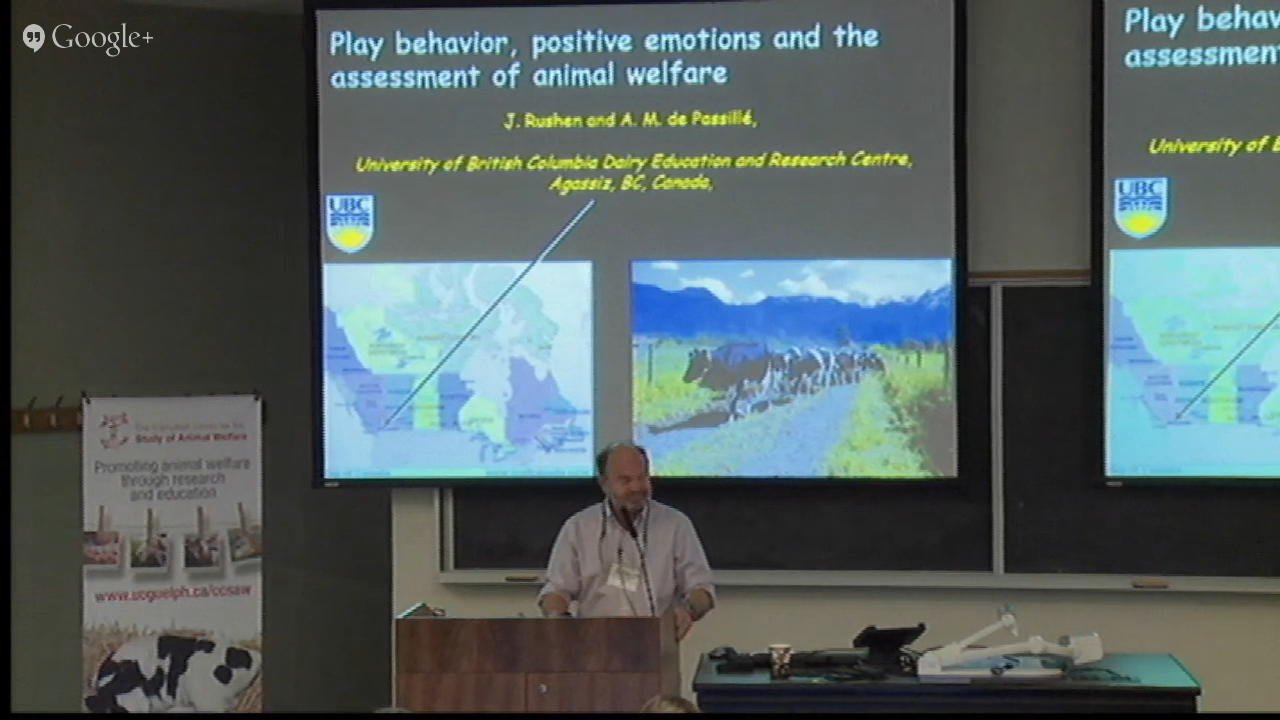 Google+
Play behavior, positive emotions and the
assessment of animal welfare
J. Rushen and A. M. de Passillé,
University of British Columbia Dairy Education and Research Centre,
Agassiz, BC, Canada,
UBC
Play behav
assessmen
University of B
UBC
Study of Animal Welfare
Promoting animal welfare
through research
and education
www.uoguelph.ca/ccsaw